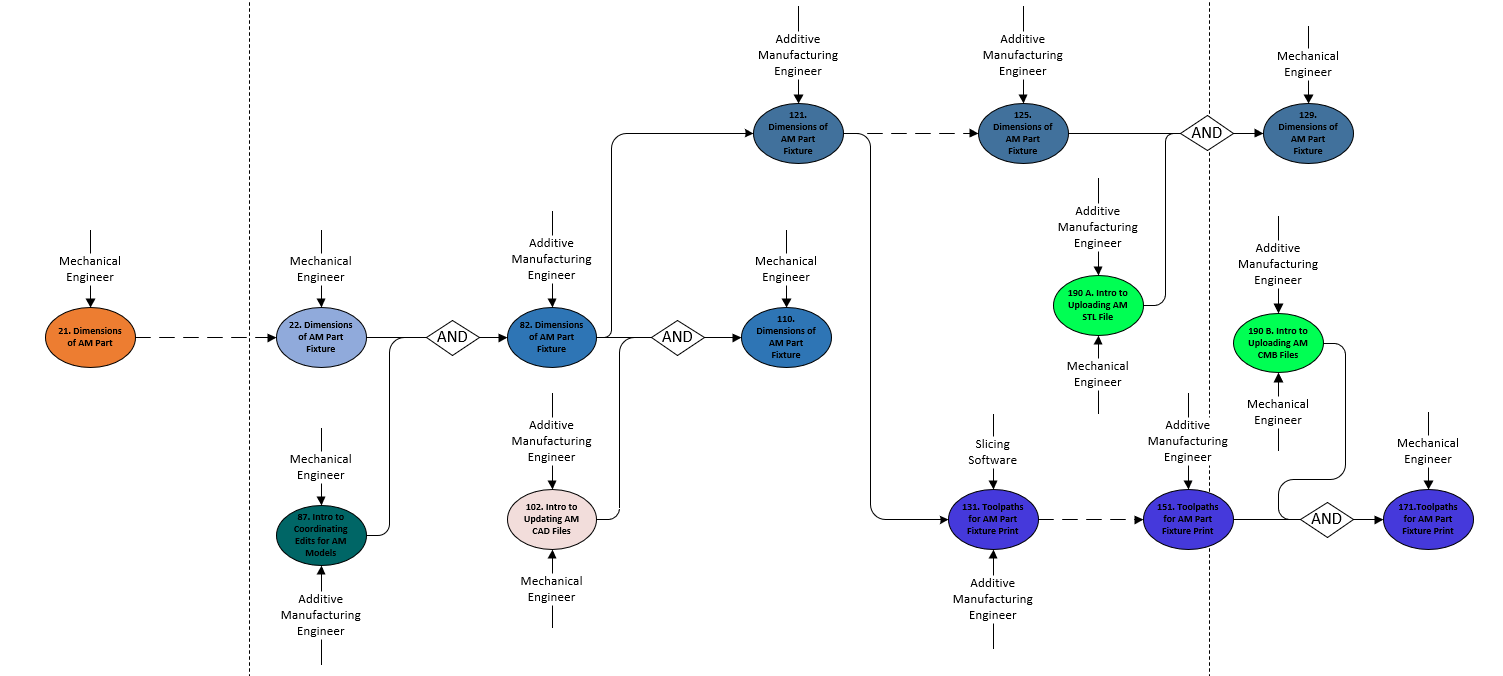 Additive
Manufacturing
Engineer
121.
Dimensions of
AM Part
Fixture
Additive
Manufacturing
Engineer
125.
Dimensions of
AM Part
Fixture
AND
Mechanical
Engineer
129.
Dimensions of
AM Part
Fixture
Mechanical
Engineer
21. Dimensions
of AM Part
Mechanical
Engineer
22. Dimensions
of AM Part
Fixture
AND
Additive
Manufacturing
Engineer
82. Dimensions
of AM Part
Fixture
AND
Mechanical
Engineer
110.
Dimensions of
AM Part
Fixture
Additive
Manufacturing
Engineer
190 A. Intro to
Uploading AM
STL File
Mechanical
Engineer
Additive
Manufacturing
Engineer
190 B. Intro to
Uploading AM
CMB Files
Mechanical
Engineer
Mechanical
Engineer
87. Intro to
Coordinating
Edits for AM
Models
Additive
Manufacturing
Engineer
Additive
Manufacturing
Engineer
102. Intro to
Updating AM
CAD Files
Mechanical
Engineer
Slicing
Software
131. Toolpaths
for AM Part
Fixture Print
Additive
Manufacturing
Engineer
Additive
Manufacturing
Engineer
151. Toolpaths
for AM Part
Fixture Print
AND
Mechanical
Engineer
171.Toolpaths
for AM Part
Fixture Print